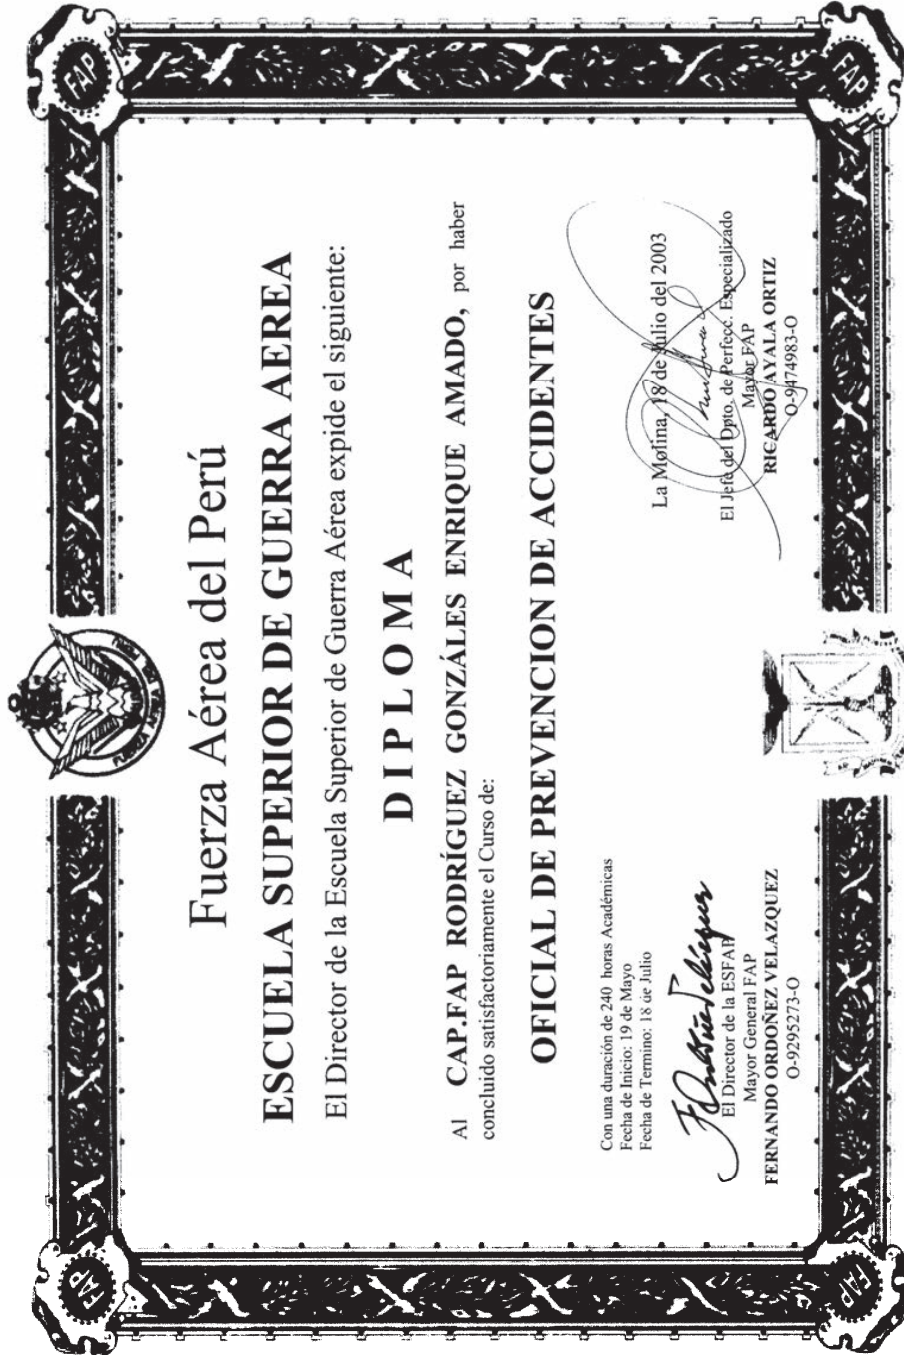 FAP
FAP
Fuerza Aérea del Perú
ESCUELA SUPERIOR DE GUERRA AEREA
El Director de la Escuela Superior de Guerra Aérea expide el siguiente:
DIPLOMA
Al CAP.FAP RODRÍGUEZ GONZÁLES ENRIQUE AMADO, por haber
concluido satisfactoriamente el Curso de:
OFICIAL DE PREVENCION DE ACCIDENTES
Con una duración de 240 horas Académicas
Fecha de Inicio: 19 de Mayo
Fecha de Termino: 18 de Julio
La Molina, 18 de Julio del 2003
El Director de la ESFAP
Mayor General FAP
FERNANDO ORDOÑEZ VELAZQUEZ
O-9295273-O
El Jefe del Dpto. de Perfecc. Especializado
Mayor FAP
RICARDO AYALA ORTIZ
O-9474983-O
FAP
FAP